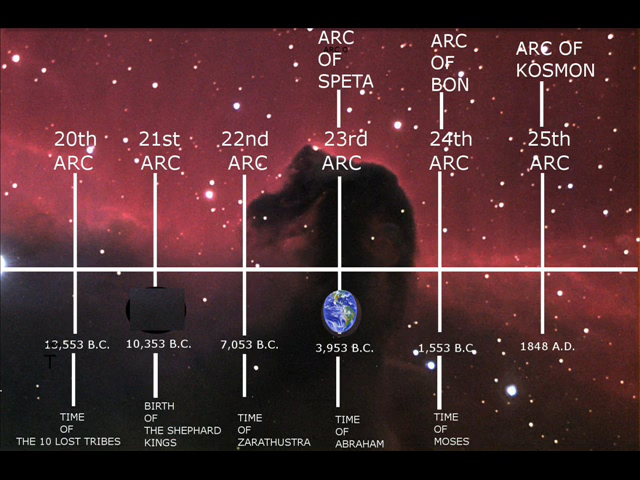 ARC
OF
SPETA
ARC
OF
BON
ARC OF
KOSMON
20th
ARC
21st
ARC
22nd
ARC
23rd
ARC
24th
ARC
25th
ARC
10,353 B.C.
7,053 B.C.
3,953 B.C.
1,553 B.C.
1848 A.D.
T
TIME
OF
THE 10 LOST TRIBES
BIRTH
OF
THE SHEPHARD
KINGS
TIME
OF
ZARATHUSTRA
TIME
OF
ABRAHAM
TIME
OF
MOSES